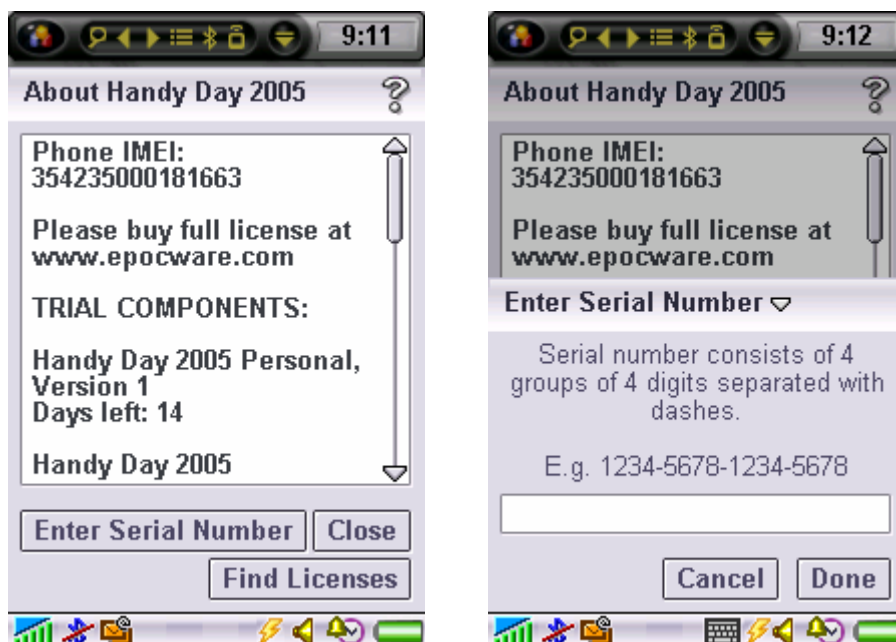 9:11
About Handy Day 2005
Phone IMEI:
354235000181663
Please buy full license at
www.epocware.com
TRIAL COMPONENTS:
Handy Day 2005 Personal,
Version 1
Days left: 14
Handy Day 2005
Enter Serial Number
Close
Find Licenses
9:12
About Handy Day 2005
Phone IMEI:
354235000181663
Please buy full license at
www.epocware.com
Enter Serial Number
Serial number consists of 4
groups of 4 digits separated with
dashes.
E.g. 1234-5678-1234-5678
Cancel
Done